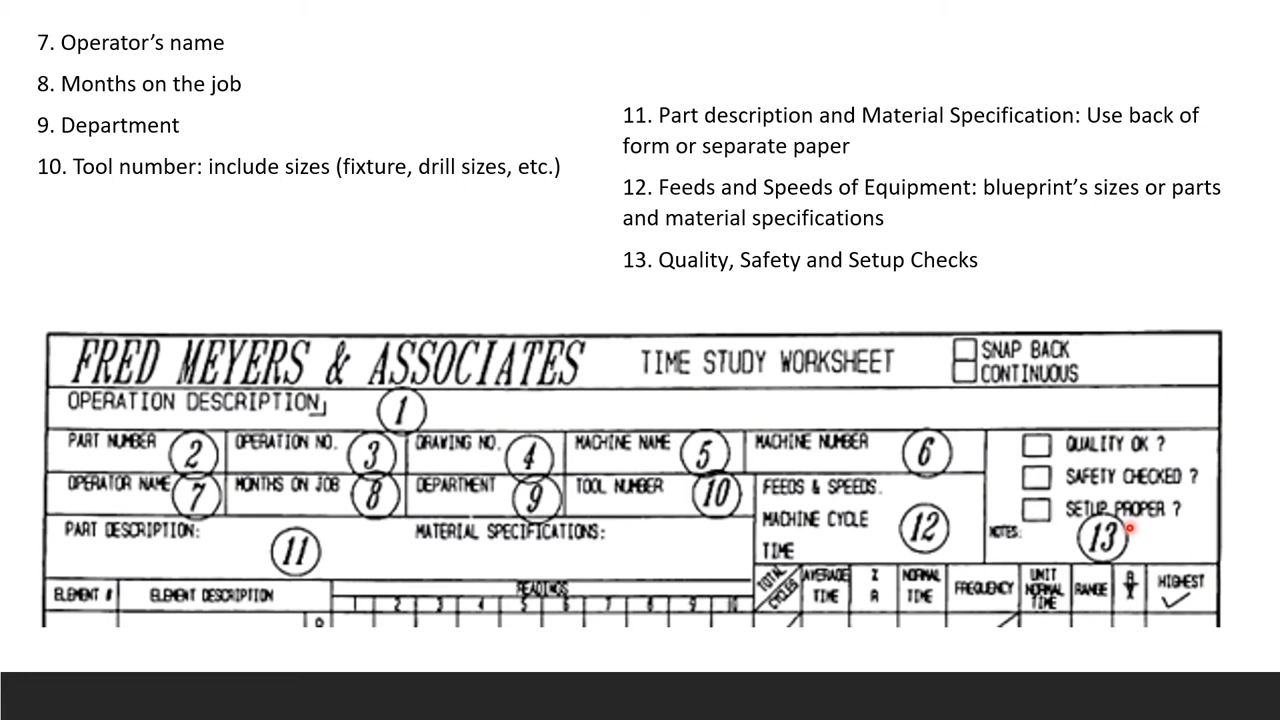 7. Operator’s name
8. Months on the job
9. Department
10. Tool number: include sizes (fixture, drill sizes, etc.)
11. Part description and Material Specification: Use back of
form or separate paper
12. Feeds and Speeds of Equipment: blueprint’s sizes or parts
and material specifications
13. Quality, Safety and Setup Checks
FRED MEYERS & ASSOCIATES
TIME STUDY WORKSHEET
SNAP BACK
CONTINUOUS
OPERATION DESCRIPTION
1
PART NUMBER
2
OPERATION NO.
3
DRAWING NO.
4
MACHINE NAME
5
MACHINE NUMBER
6
QUALITY OK ?
SAFETY CHECKED ?
SETUP PROPER ?
NOTES:
13
OPERATOR NAME
7
MONTHS ON JOB
8
DEPARTMENT
9
TOOL NUMBER
10
FEEDS & SPEEDS.
MACHINE CYCLE
TIME
12
PART DESCRIPTION:
11
MATERIAL SPECIFICATIONS:
ELEMENT #
ELEMENT DESCRIPTION
READINGS
1 2 3 4 5 6 7 8 9 10
TOTAL
CYCLES
AVERAGE
TIME
R
NORMAL
TIME
FREQUENCY
UNIT
NORMAL
TIME
RANGE
R
X
HIGHEST